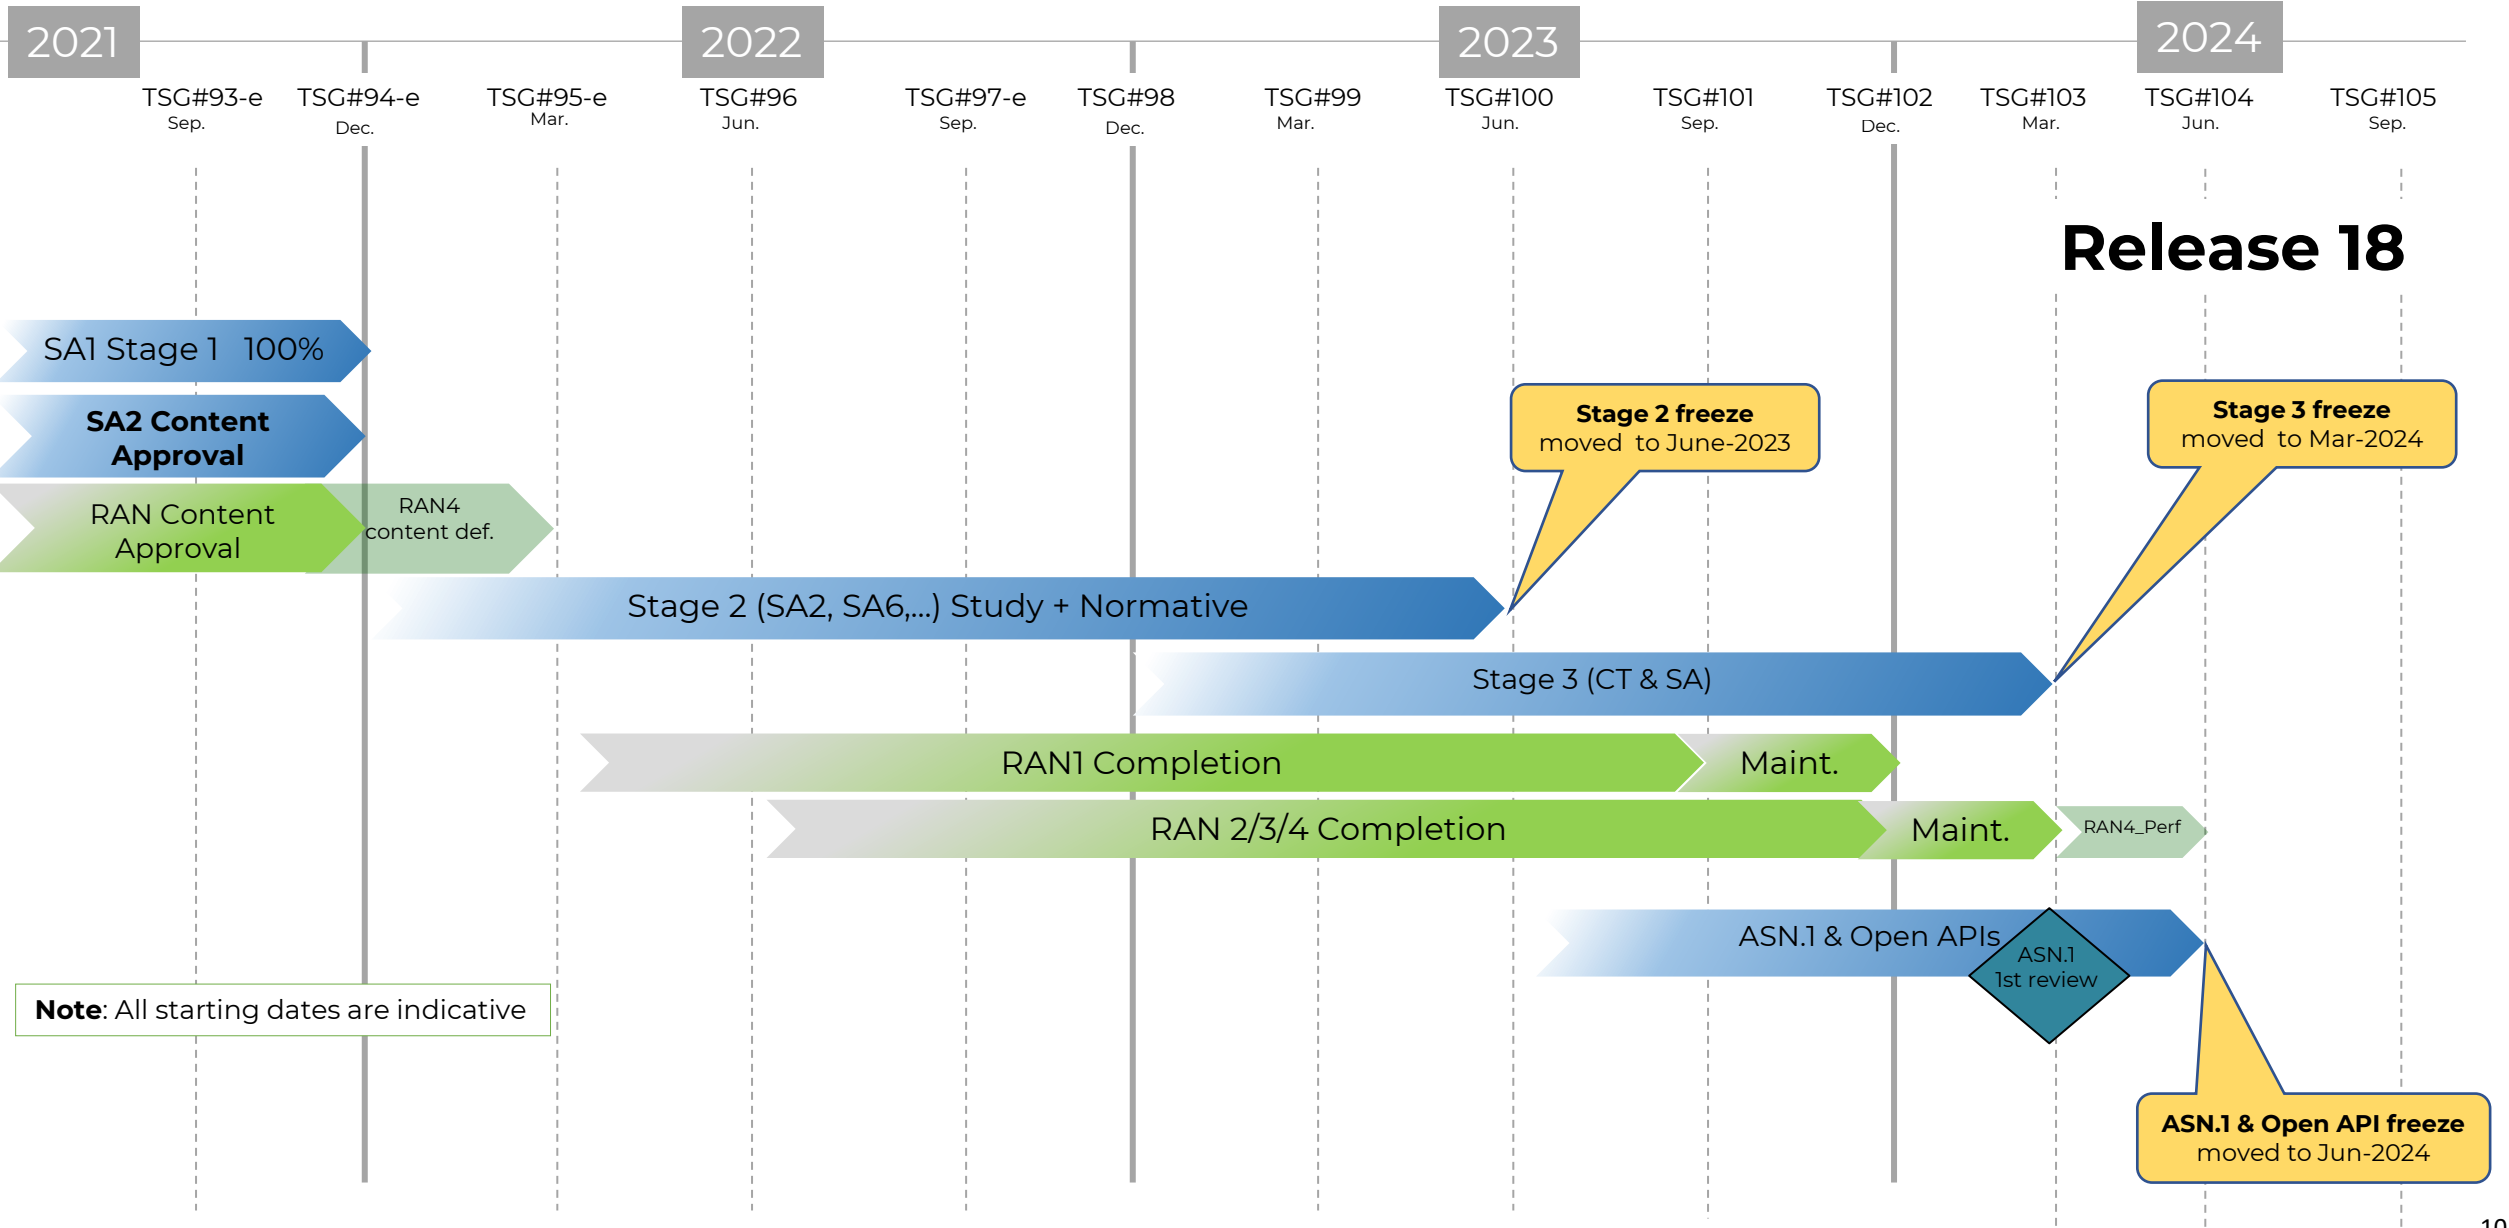 2021
2022
2023
2024
TSG#93-e
Sep.
TSG#94-e
Dec.
TSG#95-e
Mar.
TSG#96
Jun.
TSG#97-e
Sep.
TSG#98
Dec.
TSG#99
Mar.
TSG#100
Jun.
TSG#101
Sep.
TSG#102
Dec.
TSG#103
Mar.
TSG#104
Jun.
TSG#105
Sep.
Release 18
SA1 Stage 1 100%
SA2 Content
Approval
RAN Content
Approval
RAN4
content def.
Stage 2 freeze
moved to June-2023
Stage 3 freeze
moved to Mar-2024
Stage 2 (SA2, SA6,...) Study + Normative
Stage 3 (CT & SA)
RAN1 Completion
Maint.
RAN 2/3/4 Completion
Maint.
RAN4_Perf
ASN.1 & Open APIs
ASN.1
1st review
Note: All starting dates are indicative
ASN.1 & Open API freeze
moved to Jun-2024